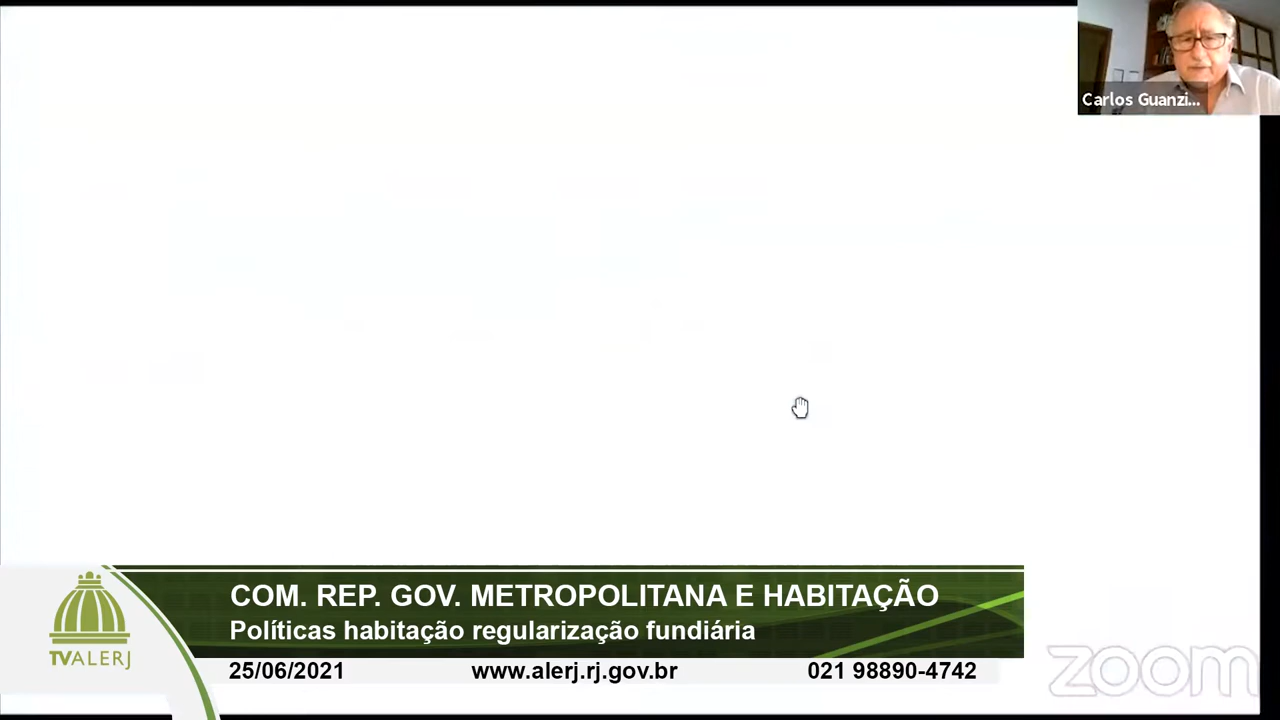 Carlos Guanzi...
COM. REP. GOV. METROPOLITANA E HABITAÇÃO
Políticas habitação regularização fundiária
TVALERJ
25/06/2021 www.alerj.rj.gov.br 021 98890-4742
zoom